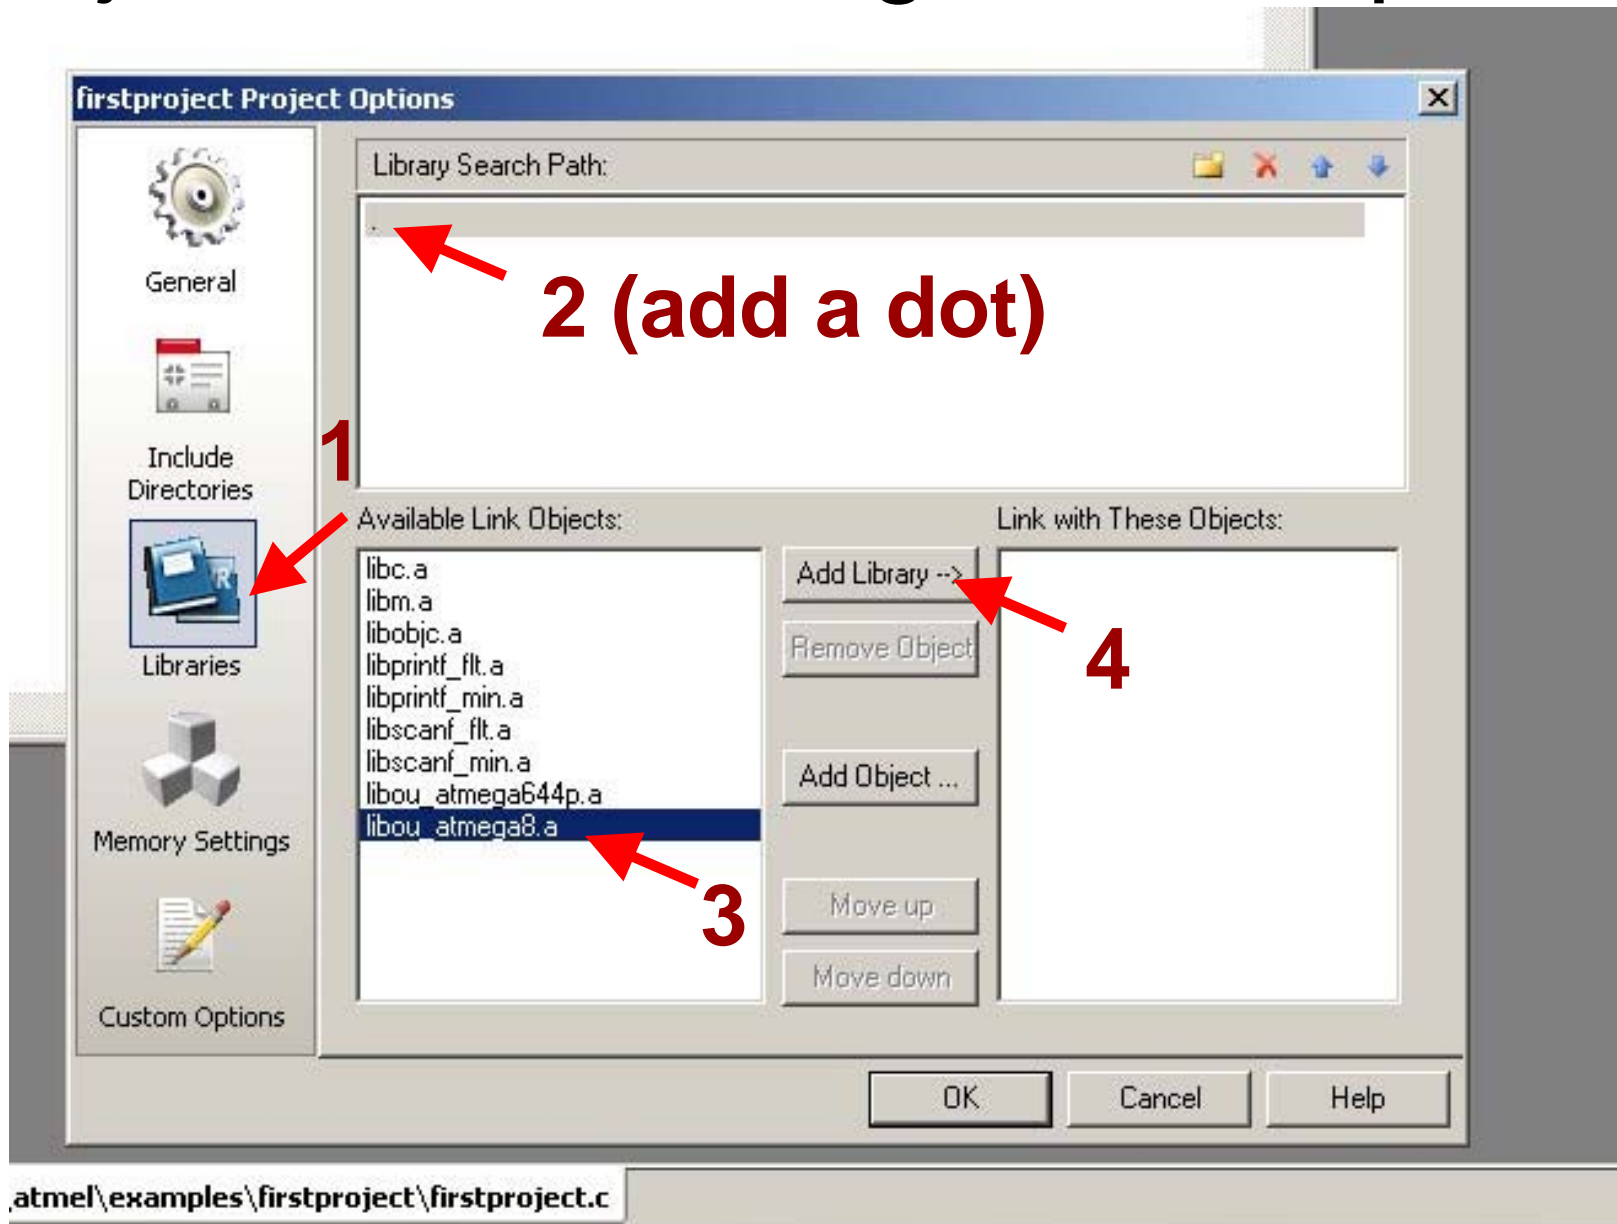 firstproject Project Options
General
Include
Directories
Libraries
Memory Settings
Custom Options
Library Search Path:
.
2 (add a dot)
1
Available Link Objects:
libc.a
libm.a
libobjc.a
libprintf_flt.a
libprintf_min.a
libscanf_flt.a
libscanf_min.a
libou_atmega644p.a
libou_atmega8.a
3
Add Library -->
Remove Object
Add Object ...
Move up
Move down
Link with These Objects:
4
OK
Cancel
Help
atmel\examples\firstproject\firstproject.c